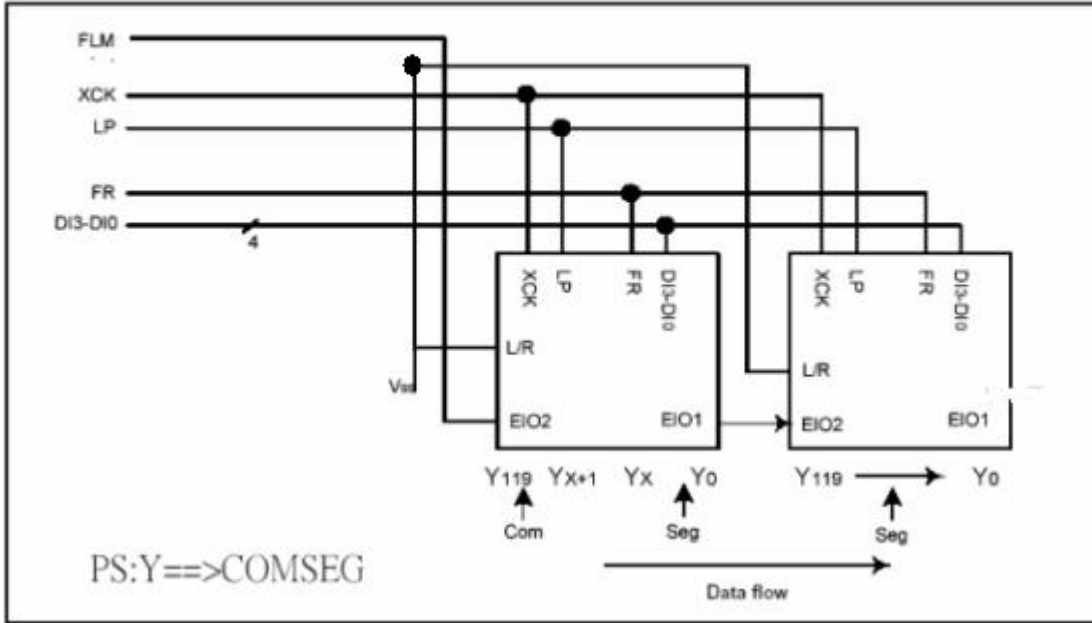 FLM
XCK
LP
FR
DI3-DI0
4
XCK LP FR DI3-DI0
XCK LP FR DI3-DI0
L/R
L/R
Vss
EIO2 EIO1
EIO2 EIO1
Y119 YX+1 YX Y0
Y119 Y0
Com Seg
Seg
PS:Y==>COMSEG
Data flow